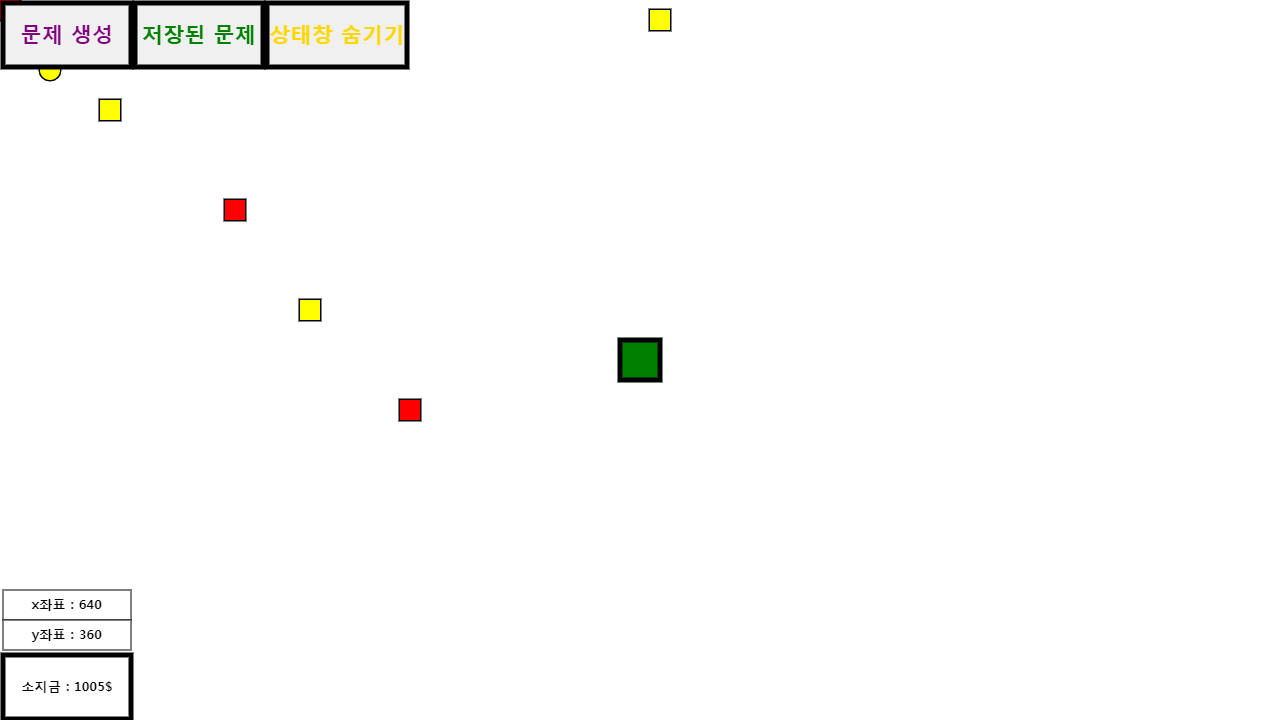 문제 생성
저장된 문제
상태창 숨기기
x좌표 : 640
y좌표 : 360
소지금 : 1005$